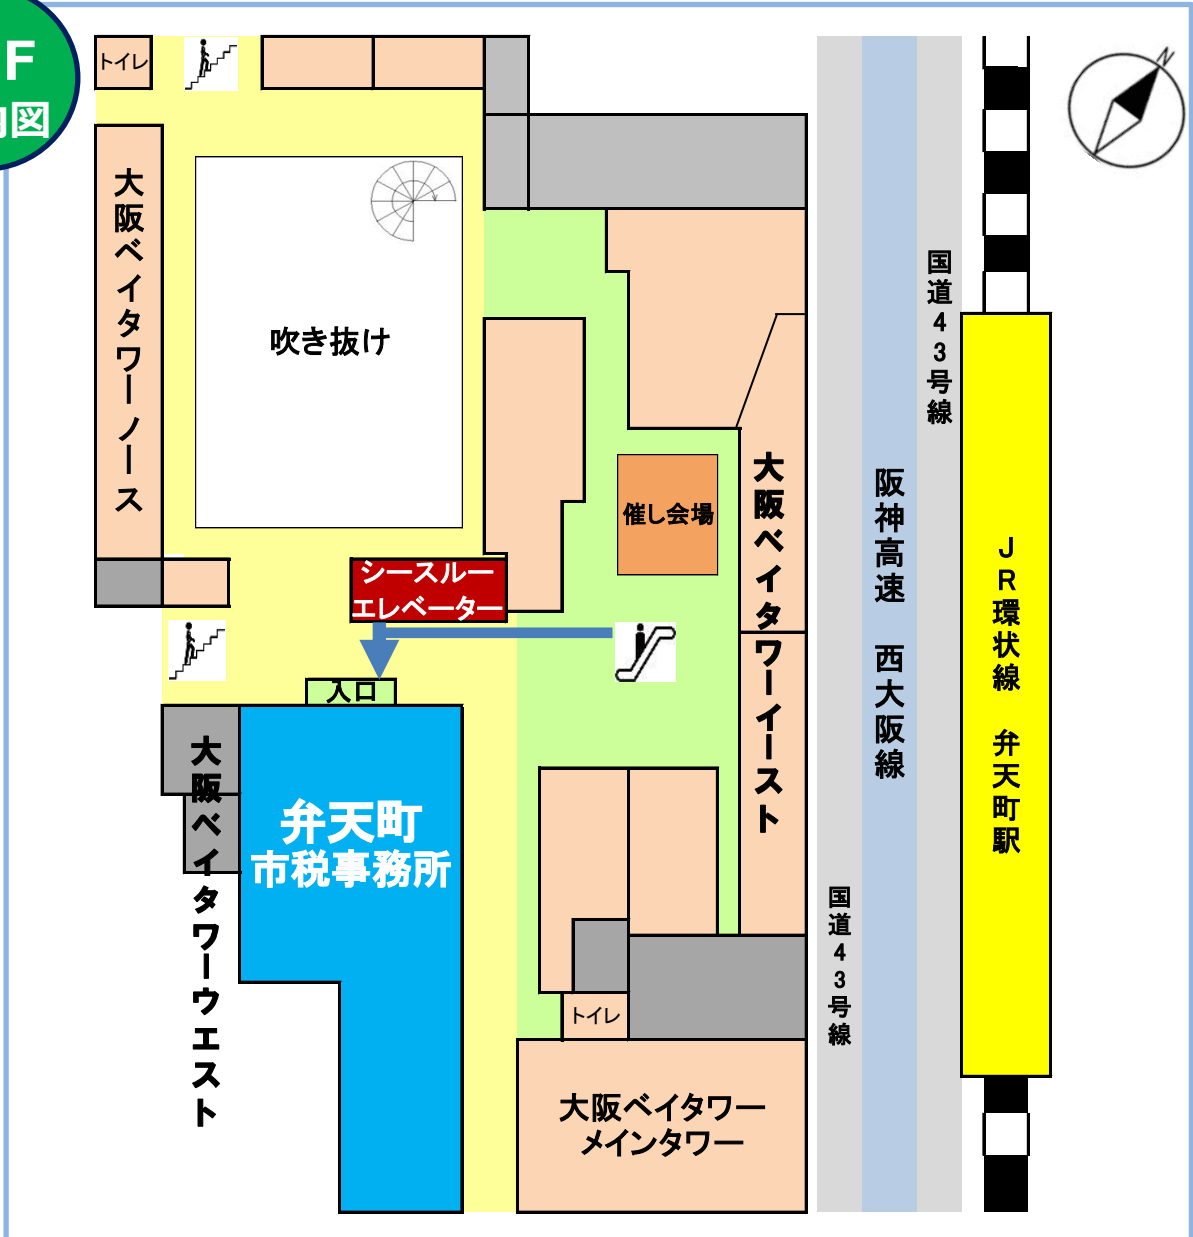 F
図
トイレ
N
大阪ベイタワーノース
吹き抜け
国道43号線
催し会場
大阪ベイタワーイースト
阪神高速 西大阪線
JR環状線 弁天町駅
シースルー
エレベーター
入口
大阪ベイタワーウエスト
弁天町
市税事務所
国道43号線
トイレ
大阪ベイタワー
メインタワー